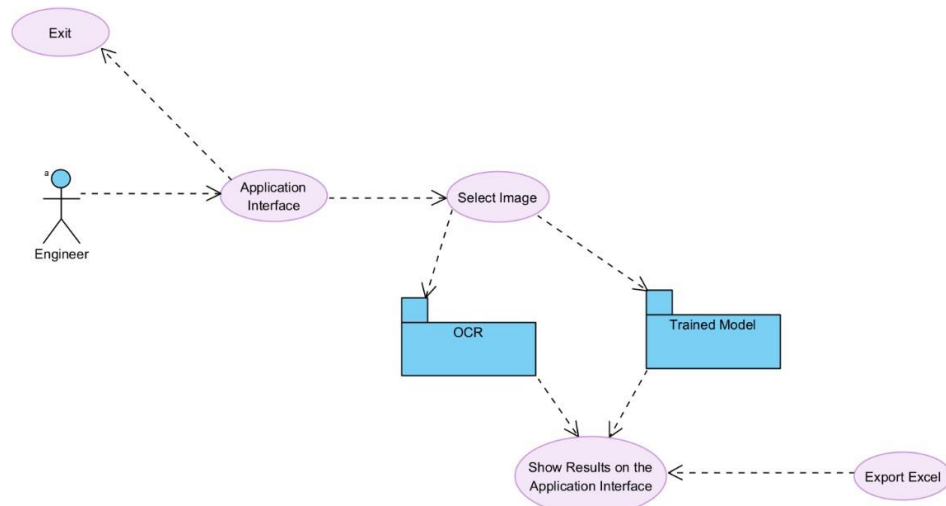 Exit
a
Engineer
Application
Interface
Select Image
OCR
Trained Model
Show Results on the
Application Interface
Export Excel